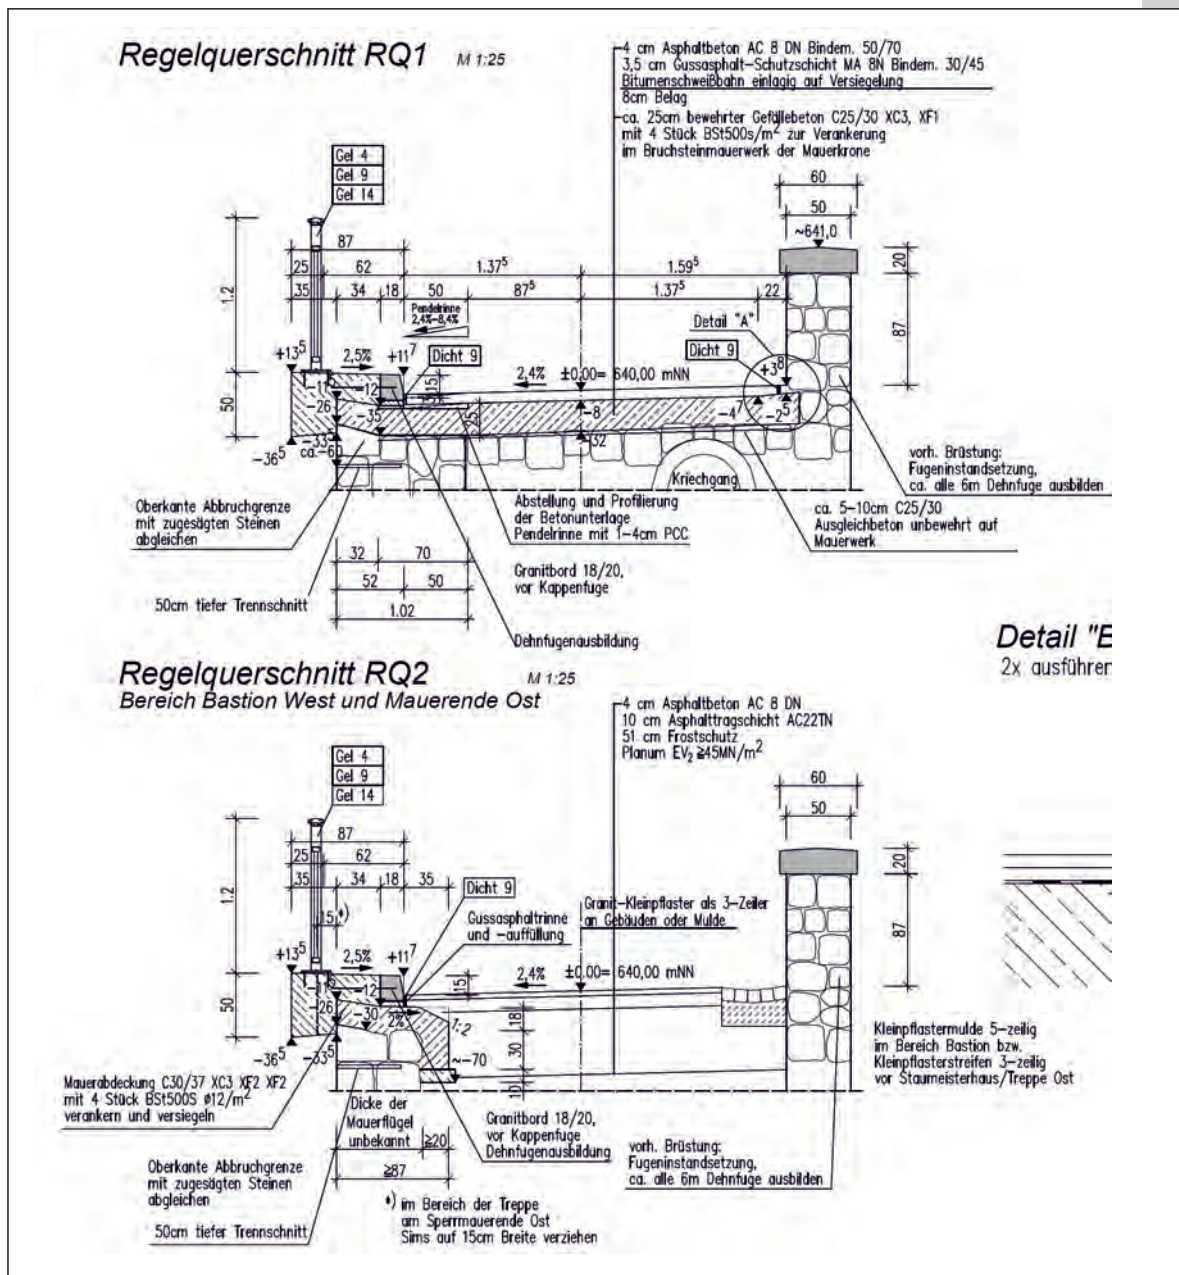 Regelquerschnitt RQ1 M 1:25
4 cm Asphaltbeton AC 8 DN Bindem. 50/70
3,5 cm Gussasphalt-Schutzschicht MA 8N Bindem. 30/45
Bitumenschweißbahn einlagig auf Versiegelung
8cm Belag
ca. 25cm bewehrter Gefällebeton C25/30 XC3, XF1
mit 4 Stück BSt500s/m² zur Verankerung
im Bruchsteinmauerwerk der Mauerkrone
Gel 4
Gel 9
Gel 14
60
50
~641,0
20
87
87
25 62 1.37⁵ 1.59⁵
35 34 18 50 87⁵ 1.37⁵ 22
1.2
Pendelrinne
2,4%-8,4%
Detail "A"
Dicht 9
Dicht 9
+13⁵ 2,5% +11⁷
2,4% ±0.00= 640,00 mNN
+3⁸
15
50
-12
-26
-35
25
-8
-4⁷ -2⁵
-32
-36⁵
-33⁵
ca.-60
Kriechgang
vorh. Brüstung:
Fugeninstandsetzung,
ca. alle 6m Dehnfuge ausbilden
Oberkante Abbruchgrenze
mit zugesägten Steinen
abgleichen
Abstellung und Profilierung
der Betonunterlage
Pendelrinne mit 1-4cm PCC
ca. 5-10cm C25/30
Ausgleichbeton unbewehrt auf
Mauerwerk
32 70
52 50
1.02
Granitbord 18/20,
vor Kappenfuge
50cm tiefer Trennschnitt
Dehnfugenausbildung
Detail "E
2x ausführen
Regelquerschnitt RQ2 M 1:25
Bereich Bastion West und Mauerende Ost
4 cm Asphaltbeton AC 8 DN
10 cm Asphalttragschicht AC22TN
51 cm Frostschutz
Planum EV₂ ≧45MN/m²
Gel 4
Gel 9
Gel 14
60
50
20
87
87
25 62
35 34 18 35
1.2
15 *)
Dicht 9
Gussasphaltrinne
und -auffüllung
Granit-Kleinpflaster als 3-Zeiler
an Gebäuden oder Mulde
+13⁵ 2,5% +11⁷
2,4% ±0.00= 640,00 mNN
15
50
-12
-26
-30
2%
1:2
18
30
10
~-70
-36⁵
-33⁵
Kleinpflastermulde 5-zeilig
im Bereich Bastion bzw.
Kleinpflasterstreifen 3-zeilig
vor Staumeisterhaus/Treppe Ost
Mauerabdeckung C30/37 XC3 XF2 XF2
mit 4 Stück BSt500S ø12/m²
verankern und versiegeln
Dicke der
Mauerflügel
unbekannt
≧20
≧87
Granitbord 18/20,
vor Kappenfuge
Dehnfugenausbildung
vorh. Brüstung:
Fugeninstandsetzung,
ca. alle 6m Dehnfuge ausbilden
Oberkante Abbruchgrenze
mit zugesägten Steinen
abgleichen
50cm tiefer Trennschnitt
*) im Bereich der Treppe
am Sperrmauerende Ost
Sims auf 15cm Breite verziehen